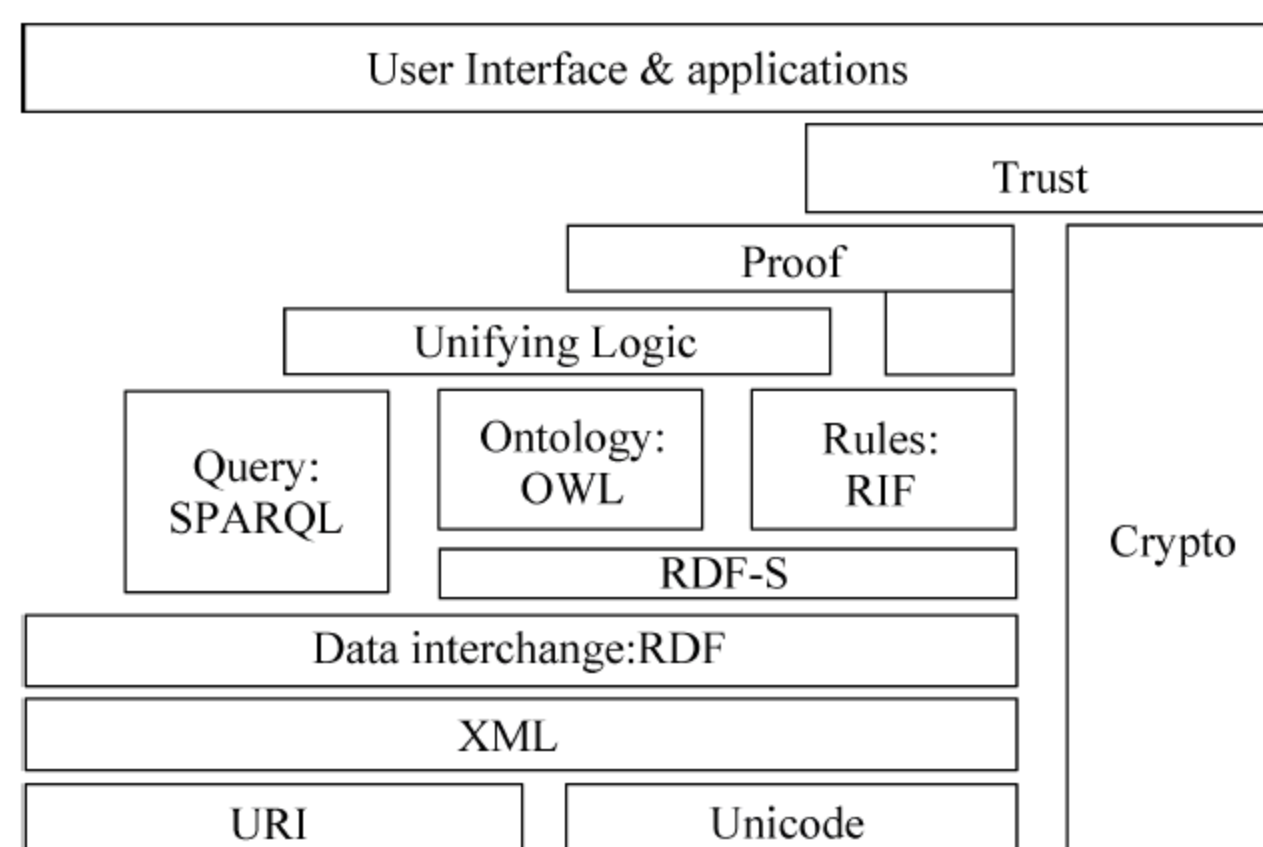 User Interface & applications
Trust
Proof
Unifying Logic
Query:
SPARQL
Ontology:
OWL
Rules:
RIF
Crypto
RDF-S
Data interchange:RDF
XML
URI
Unicode